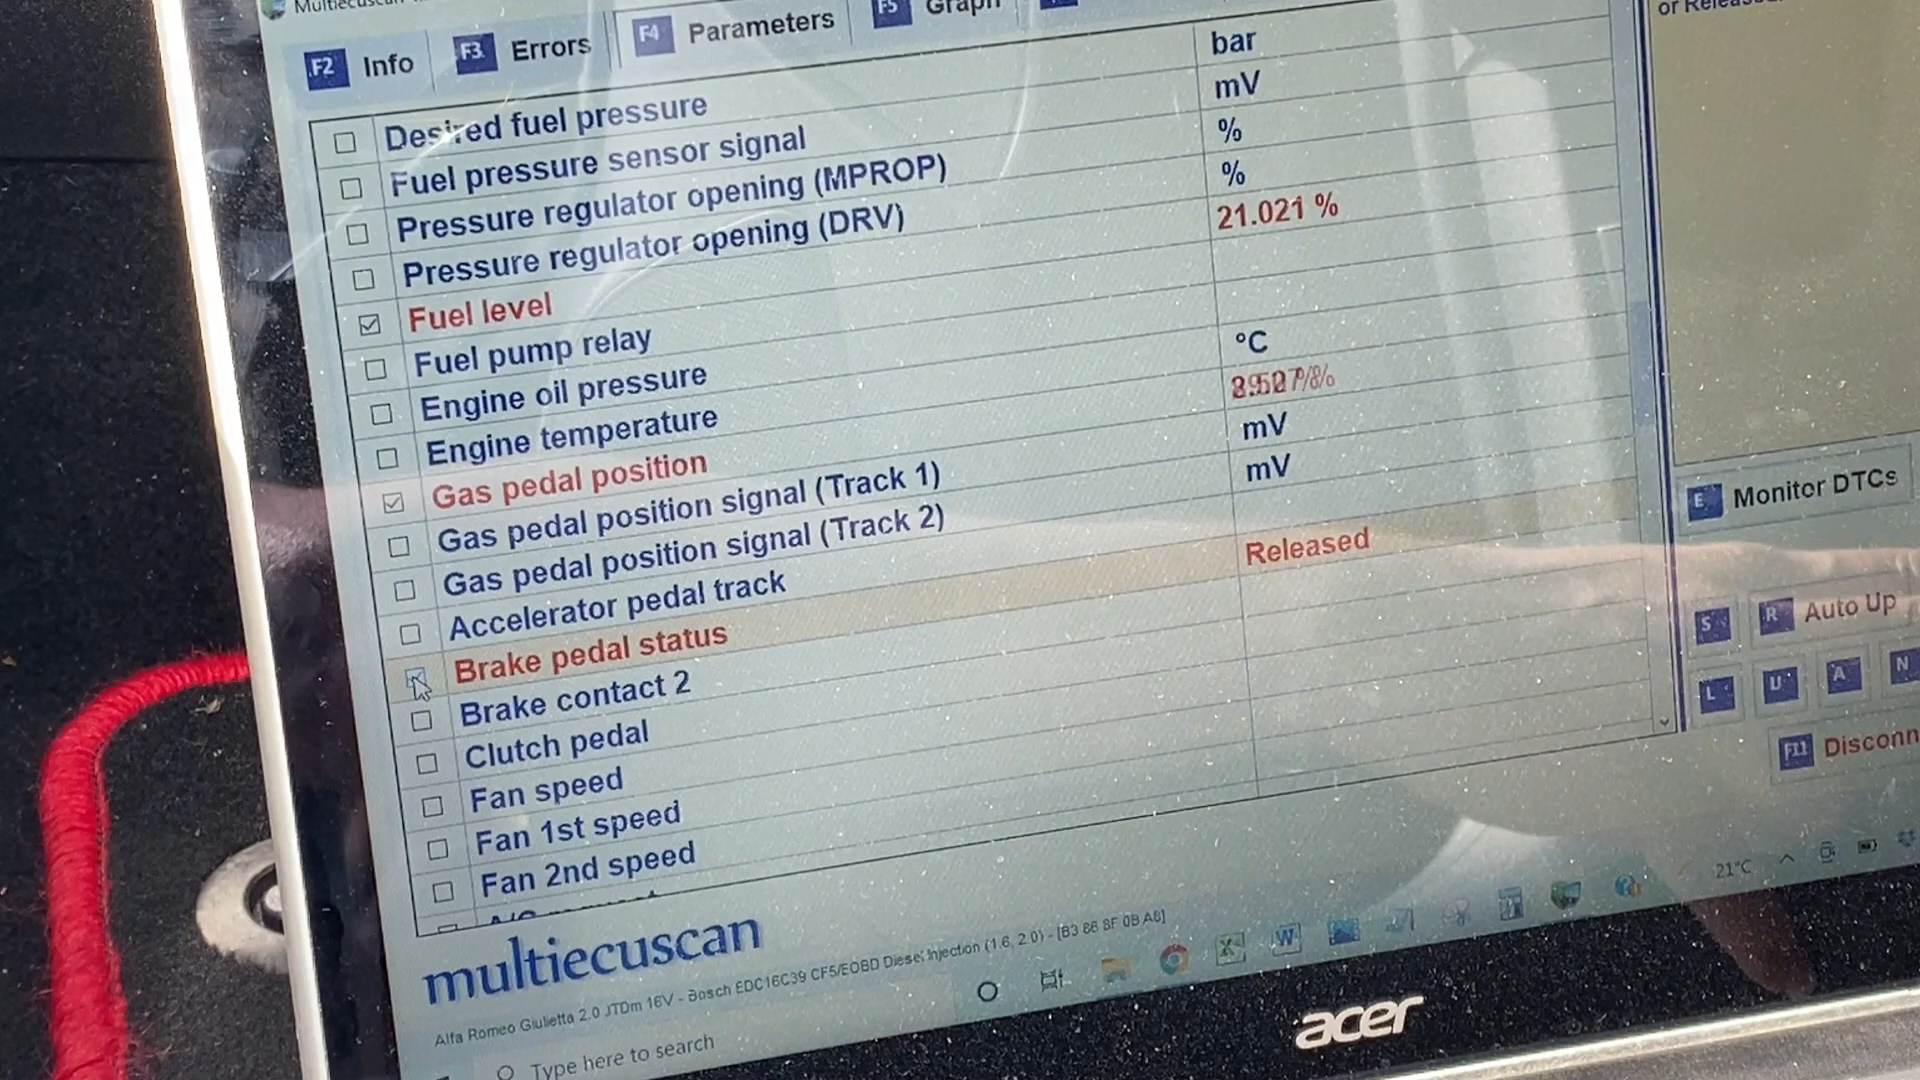 Multiecuscan
F2 Info F3 Errors F4 Parameters F5 Graph
or Released
Desired fuel pressure bar
Fuel pressure sensor signal mV
Pressure regulator opening (MPROP) %
Pressure regulator opening (DRV) %
Fuel level 21.021 %
Fuel pump relay
Engine oil pressure
Engine temperature °C
Gas pedal position
Gas pedal position signal (Track 1) mV
Gas pedal position signal (Track 2) mV
Accelerator pedal track
Brake pedal status Released
Brake contact 2
Clutch pedal
Fan speed
Fan 1st speed
Fan 2nd speed
E Monitor DTCs
S R Auto Up
L U A N
F11 Disconn
multiecuscan
Alfa Romeo Giulietta 2.0 JTDm 16V - Bosch EDC16C39 CF5/EOBD Diesel Injection (1.6, 2.0) - [B3 86 8F 0B A6]
Type here to search
21°C
acer